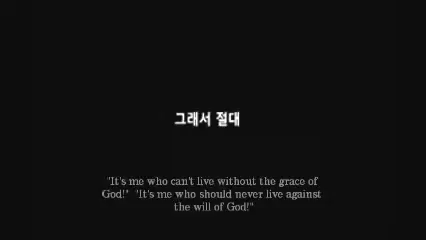 그래서 절대
"It's me who can't live without the grace of
God!"  "It's me who should never live against
the will of God!"